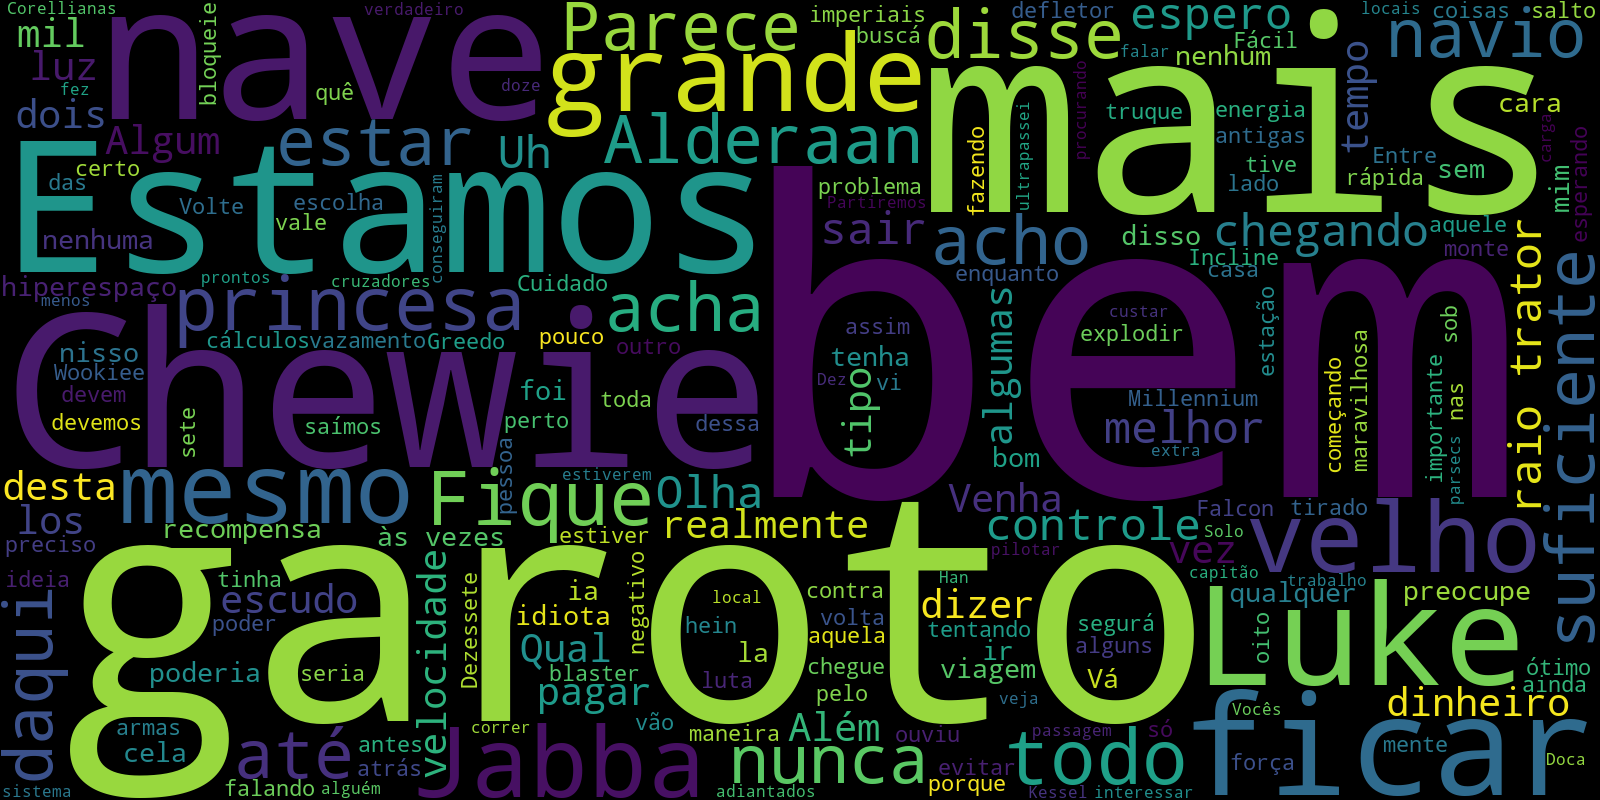 Corellianas
verdadeiro
nave
Parece
imperiais
defletor
espero
locais
coisas
salto
mil
bloqueie
grande
buscá
disse
falar
nenhum
Fácil
navio
luz
fez
quê
doze
mais
tempo
cara
dois
Algum
estar
Uh
Alderaan
procurando
truque
energia
antigas
carga
certo
Estamos
fazendo
ultrapassei
tive
Entre
rápida
sem
esperando
das
Volte
escolha
vale
conseguiram
problema
Partiremos
bem
lado
mim
nenhuma
sair
acho
disso
chegando
aquele
monte
raio trator
hiperespaço
prontos
cruzadores
Cuidado
enquanto
Incline
casa
menos
princesa
acha
algumas
estação
suficiente
Chewie
cálculos
vazamento
Greedo
pouco
outro
assim
custar
explodir
sob
nisso
Wookiee
tenha
começando
maravilhosa
importante
devem
devemos
sete
saímos
foi
perto
toda
dessa
Dez
vi
tipo
Millennium
melhor
nas
parsecs
desta
mesmo
Fique
pessoa
estiverem
Olha
bom
extra
los
recompensa
às vezes
estiver
realmente
Venha
controle
Falcon
tirado
velho
preciso
garoto
pilotar
vez
Solo
ideia
tinha
velocidade
Dezessete
ia
negativo
local
contra
Han
capitão
trabalho
preocupe
daqui
escudo
idiota
volta
dizer
qualquer
poder
Qual
hein
aquela
tentando
segurá
Luke
oito
poderia
seria
blaster
la
chegue
ir
alguns
ótimo
armas
pagar
luta
pelo
viagem
Vá
ainda
cela
até
antes
correr
vão
maneira
Além
veja
Vocês
ficar
dinheiro
atrás
Jabba
nunca
ouviu
todo
passagem
só
mente
Doca
sistema
falando
alguém
adiantados
evitar
porque
Kessel
interessar
força